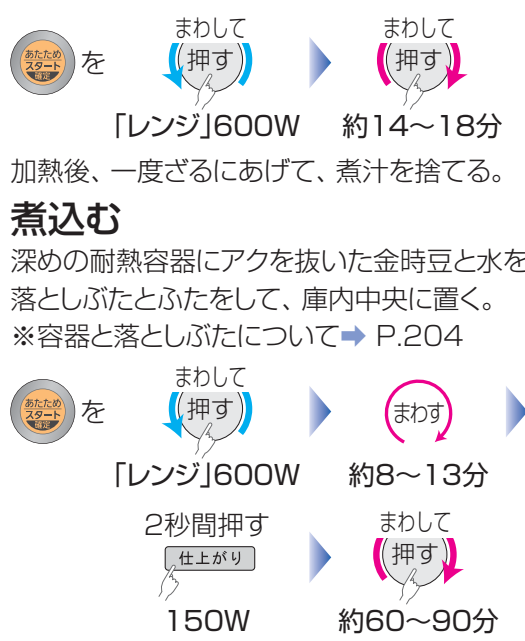 まわして まわして
あたため スタート 確定 を 押す 押す
「レンジ」600W 約14〜18分
加熱後、一度ざるにあげて、煮汁を捨てる。
煮込む
深めの耐熱容器にアクを抜いた金時豆と水を
落としぶたとふたをして、庫内中央に置く。
※容器と落としぶたについて➡ P.204
まわして
あたため スタート 確定 を 押す まわす
「レンジ」600W 約8〜13分
2秒間押す まわして
仕上がり 押す
150W 約60〜90分